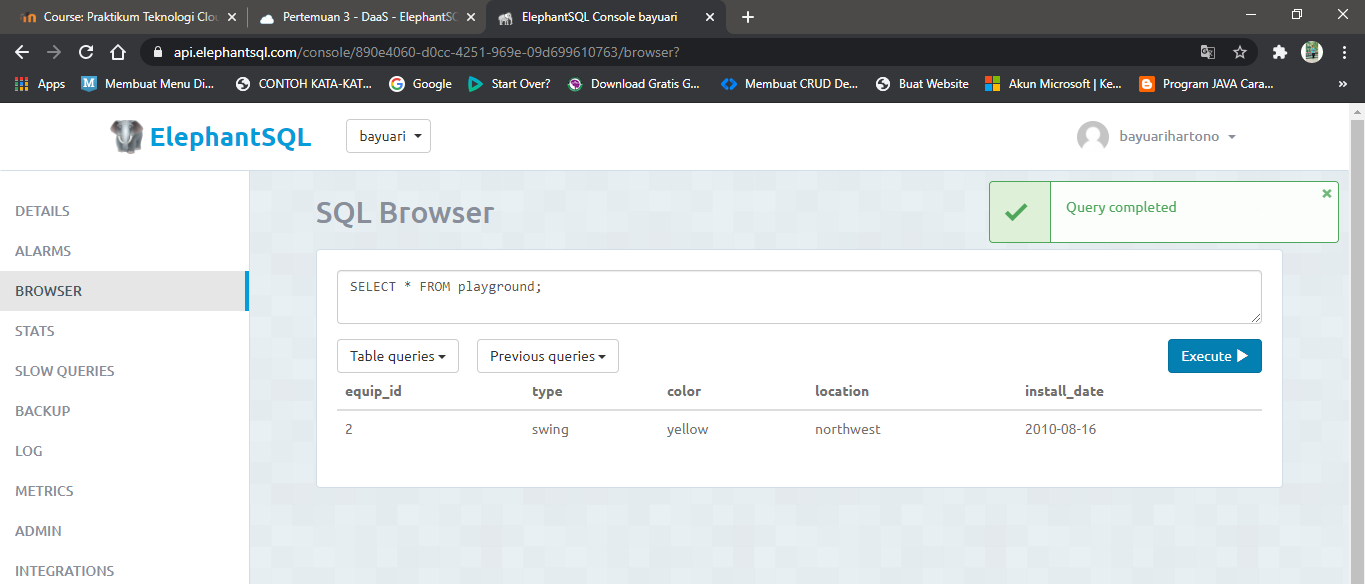 Course: Praktikum Teknologi Clo
Pertemuan 3 - DaaS - ElephantSQ
ElephantSQL Console bayuari
api.elephantsql.com/console/890e4060-d0cc-4251-969e-09d699610763/browser?
Apps
Membuat Menu Di...
CONTOH KATA-KAT...
Google
Start Over?
Download Gratis G...
Membuat CRUD De...
Buat Website
Akun Microsoft | Ke...
Program JAVA Cara...
»
ElephantSQL
bayuari
bayuarihartono
DETAILS
ALARMS
BROWSER
STATS
SLOW QUERIES
BACKUP
LOG
METRICS
ADMIN
INTEGRATIONS
SQL Browser
Query completed
SELECT * FROM playground;
Table queries
Previous queries
Execute
equip_id type color location install_date
2 swing yellow northwest 2010-08-16